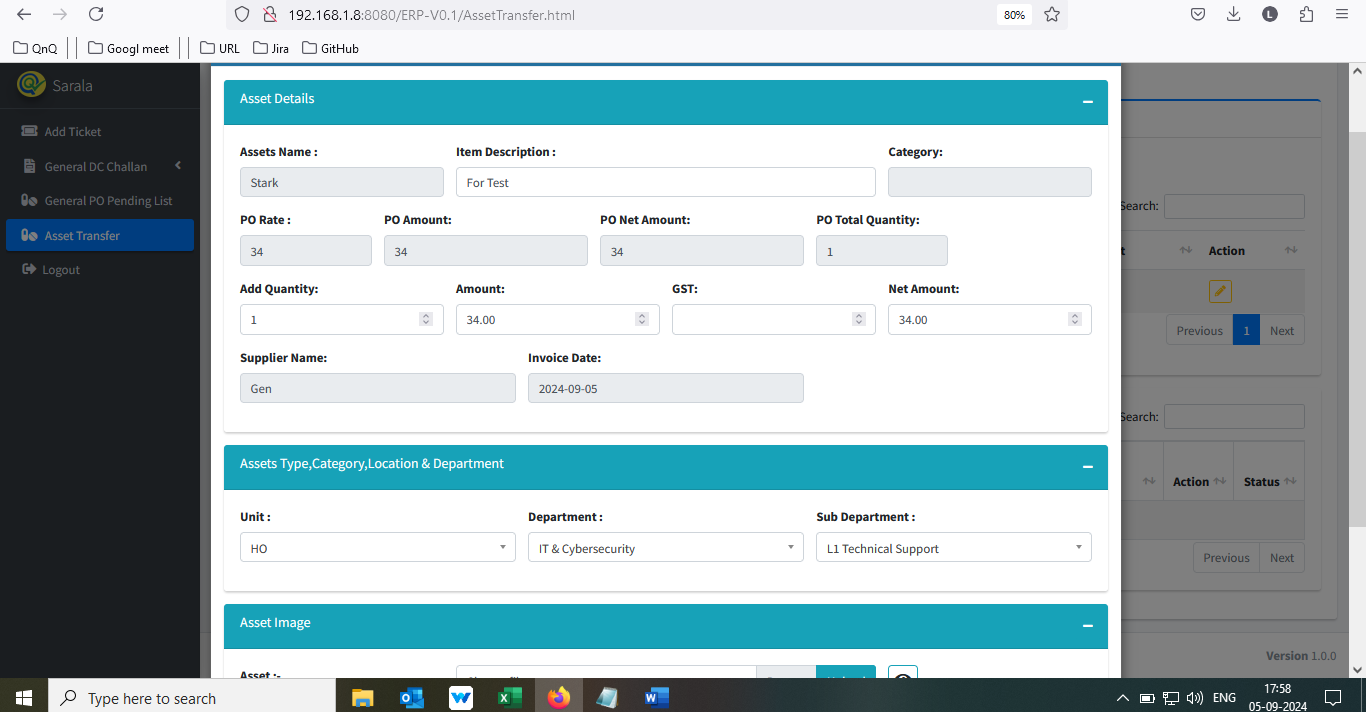 192.168.1.8:8080/ERP-V0.1/AssetTransfer.html
80%
L
QnQ
Googl meet
URL
Jira
GitHub
Sarala
Add Ticket
General DC Challan
General PO Pending List
Asset Transfer
Logout
Asset Details
Assets Name :
Item Description :
Category:
Stark
For Test
PO Rate :
PO Amount:
PO Net Amount:
PO Total Quantity:
34
34
34
1
Add Quantity:
Amount:
GST:
Net Amount:
1
34.00
34.00
Supplier Name:
Invoice Date:
Gen
2024-09-05
Assets Type,Category,Location & Department
Unit :
Department :
Sub Department :
HO
IT & Cybersecurity
L1 Technical Support
Asset Image
Asset :-
Search:
Action
Previous
1
Next
Search:
Action
Status
Previous
Next
Version 1.0.0
Type here to search
ENG
17:58
05-09-2024